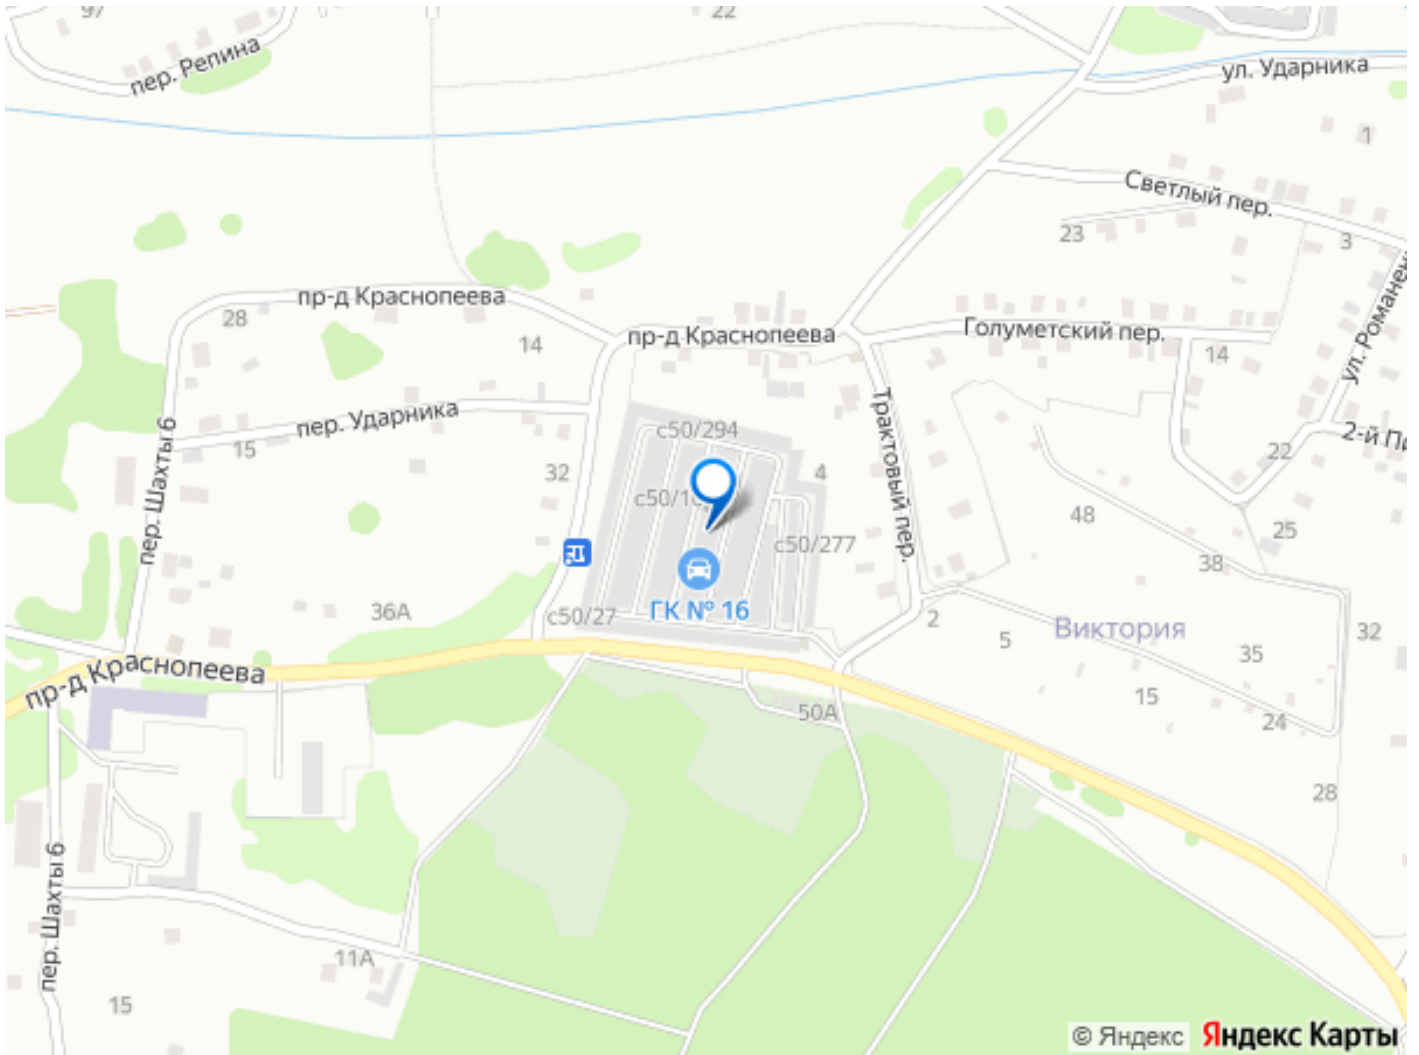 97
22
пер. Репина
ул. Ударника
1
Светлый пер.
23
3
пр-д Краснопеева
28
пр-д Краснопеева
Голуметский пер.
14
14
пер. Ударника
15
с50/294
Трактовый пер.
4
22
32
с50/1
пер. Шахты 6
48
25
с50/277
38
ГК № 16
36А
с50/27
2
5
Виктория
32
35
пр-д Краснопеева
15
24
50А
28
пер. Шахты 6
11А
15
© Яндекс
Яндекс Карты